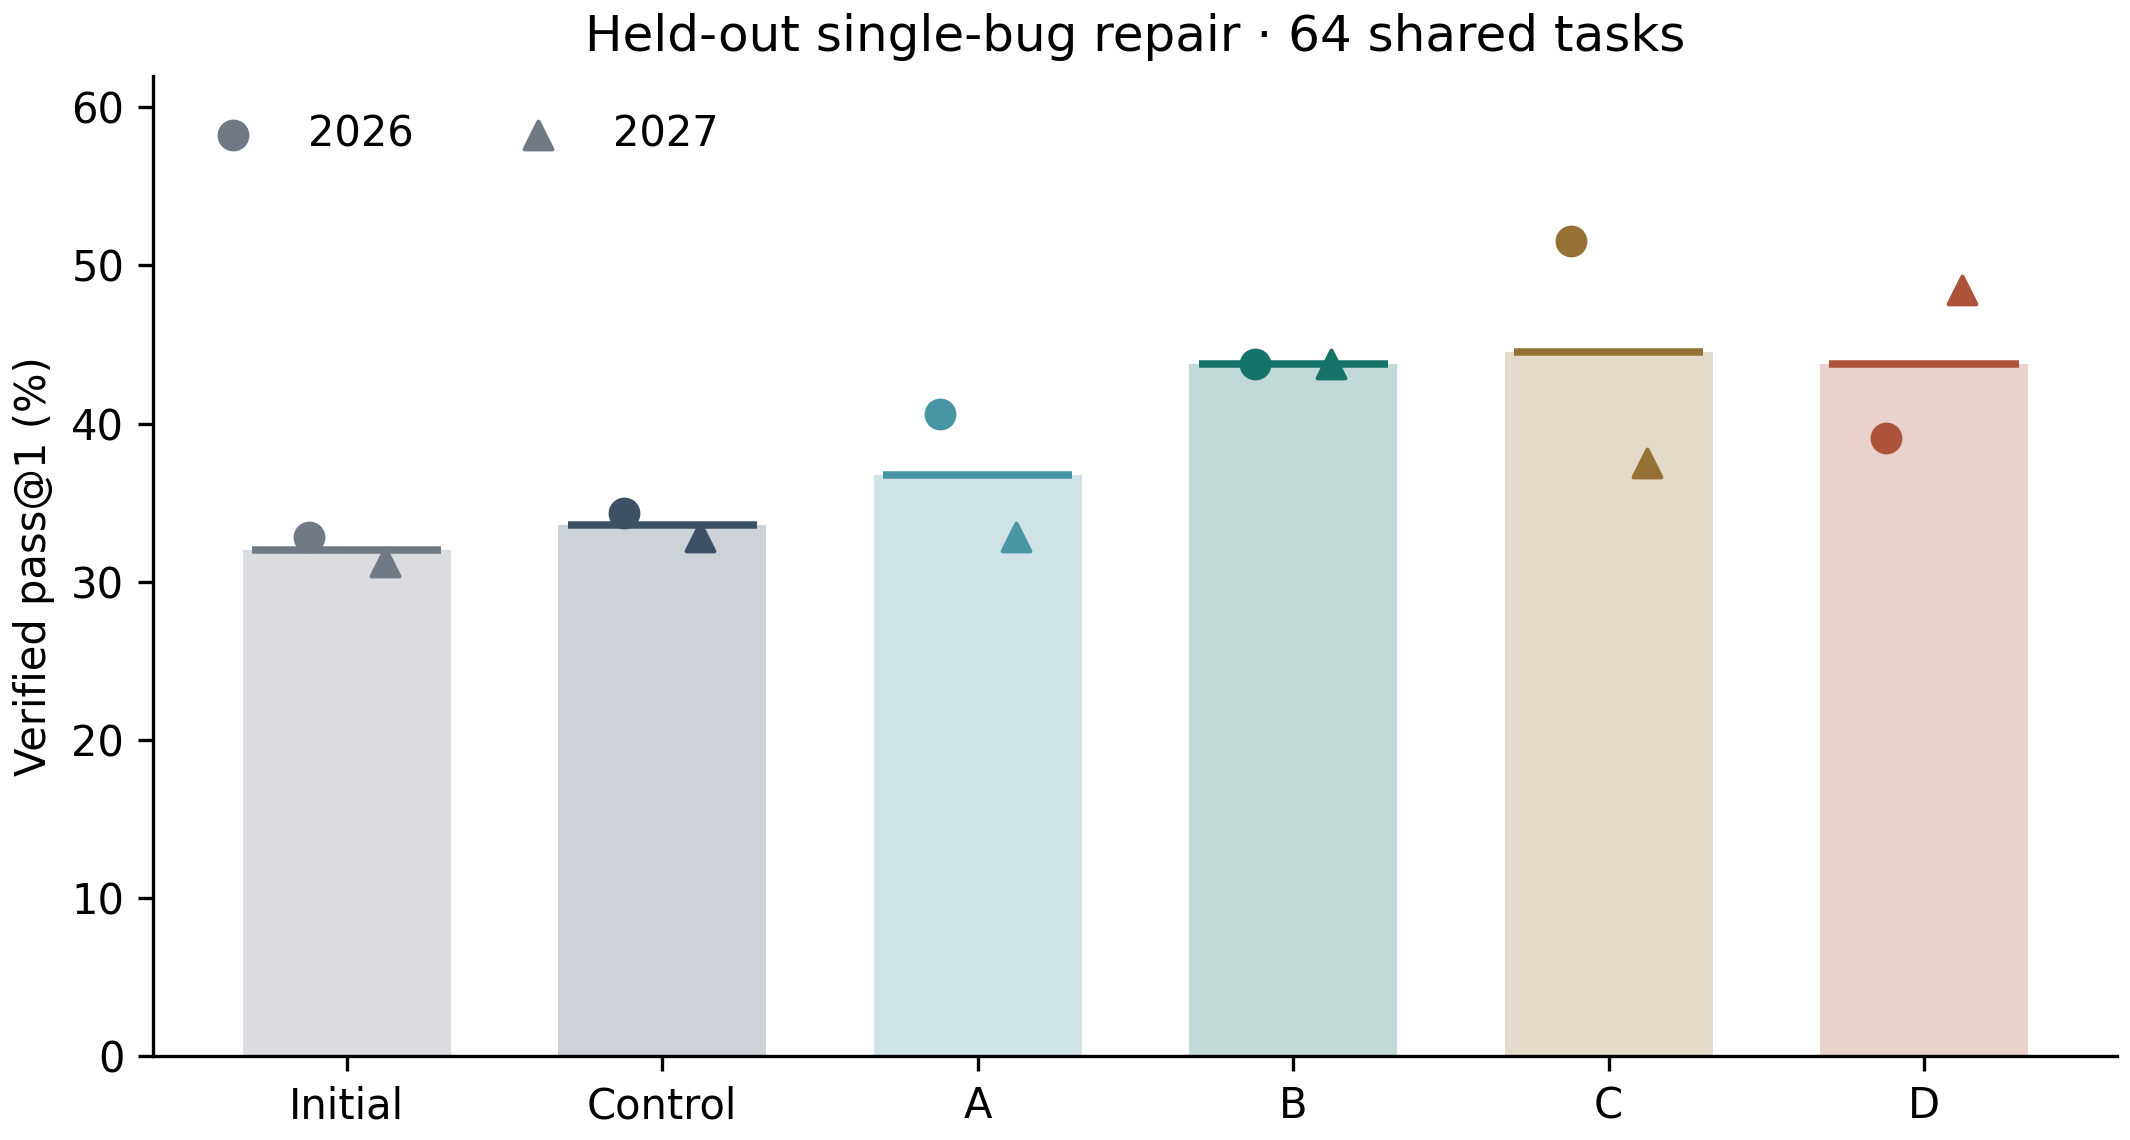 Held-out single-bug repair · 64 shared tasks
2026 2027
Verified pass@1 (%)
60
50
40
30
20
10
0
Initial Control A B C D